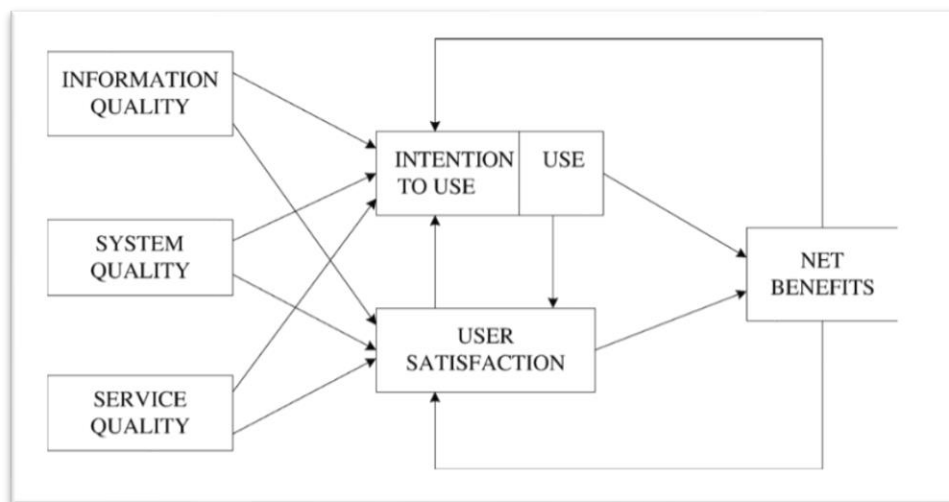 INFORMATION
QUALITY
SYSTEM
QUALITY
SERVICE
QUALITY
INTENTION
TO USE
USE
USER
SATISFACTION
NET
BENEFITS